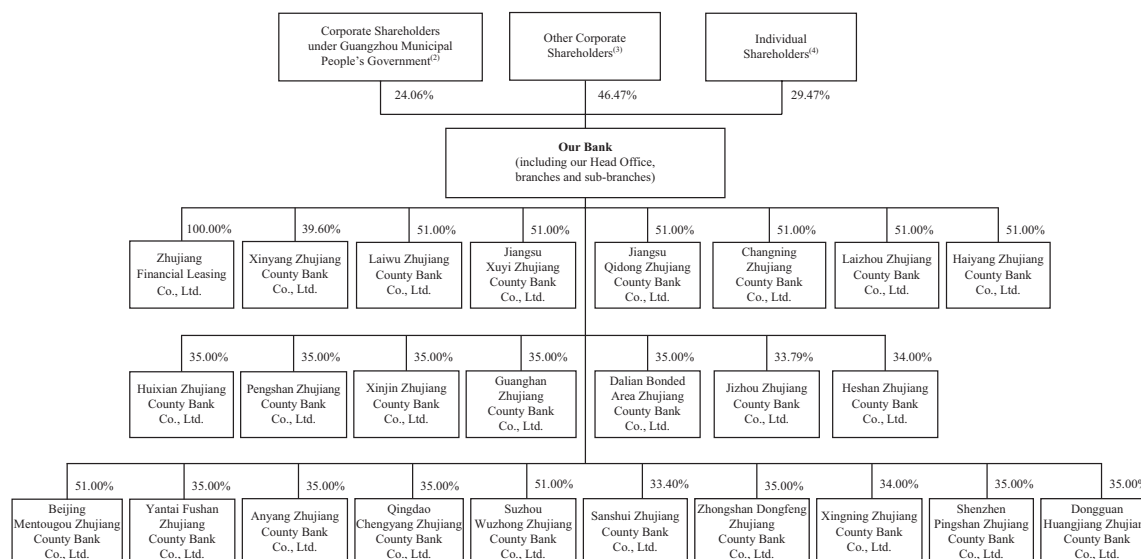 Corporate Shareholders
under Guangzhou Municipal
People's Government(2)
Other Corporate
Shareholders(3)
Individual
Shareholders(4)
24.06%
46.47%
29.47%
Our Bank
(including our Head Office,
branches and sub-branches)
100.00%
39.60%
51.00%
51.00%
51.00%
51.00%
51.00%
51.00%
Zhujiang
Financial Leasing
Co., Ltd.
Xinyang Zhujiang
County Bank
Co., Ltd.
Laiwu Zhujiang
County Bank
Co., Ltd.
Jiangsu
Xuyi Zhujiang
County Bank
Co., Ltd.
Jiangsu
Qidong Zhujiang
County Bank
Co., Ltd.
Changning
Zhujiang
County Bank
Co., Ltd.
Laizhou Zhujiang
County Bank
Co., Ltd.
Haiyang Zhujiang
County Bank
Co., Ltd.
35.00%
35.00%
35.00%
35.00%
35.00%
33.79%
34.00%
Huixian Zhujiang
County Bank
Co., Ltd.
Pengshan Zhujiang
County Bank
Co., Ltd.
Xinjin Zhujiang
County Bank
Co., Ltd.
Guanghan
Zhujiang
County Bank
Co., Ltd.
Dalian Bonded
Area Zhujiang
County Bank
Co., Ltd.
Jizhou Zhujiang
County Bank
Co., Ltd.
Heshan Zhujiang
County Bank
Co., Ltd.
51.00%
35.00%
35.00%
35.00%
51.00%
33.40%
35.00%
34.00%
35.00%
35.00%
Beijing
Mentougou Zhujiang
County Bank
Co., Ltd.
Yantai Fushan
Zhujiang
County Bank
Co., Ltd.
Anyang Zhujiang
County Bank
Co., Ltd.
Qingdao
Chengyang Zhujiang
County Bank
Co., Ltd.
Suzhou
Wuzhong Zhujiang
County Bank
Co., Ltd.
Sanshui Zhujiang
County Bank
Co., Ltd.
Zhongshan Dongfeng
Zhujiang
County Bank
Co., Ltd.
Xingning Zhujiang
County Bank
Co., Ltd.
Shenzhen
Pingshan Zhujiang
County Bank
Co., Ltd.
Dongguan
Huangjiang Zhujiang
County Bank
Co., Ltd.